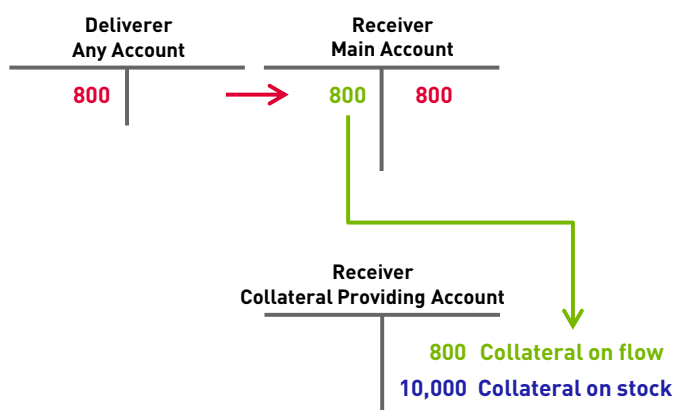 Deliverer
Any Account
Receiver
Main Account
800
800
800
Receiver
Collateral Providing Account
800 Collateral on flow
10,000 Collateral on stock